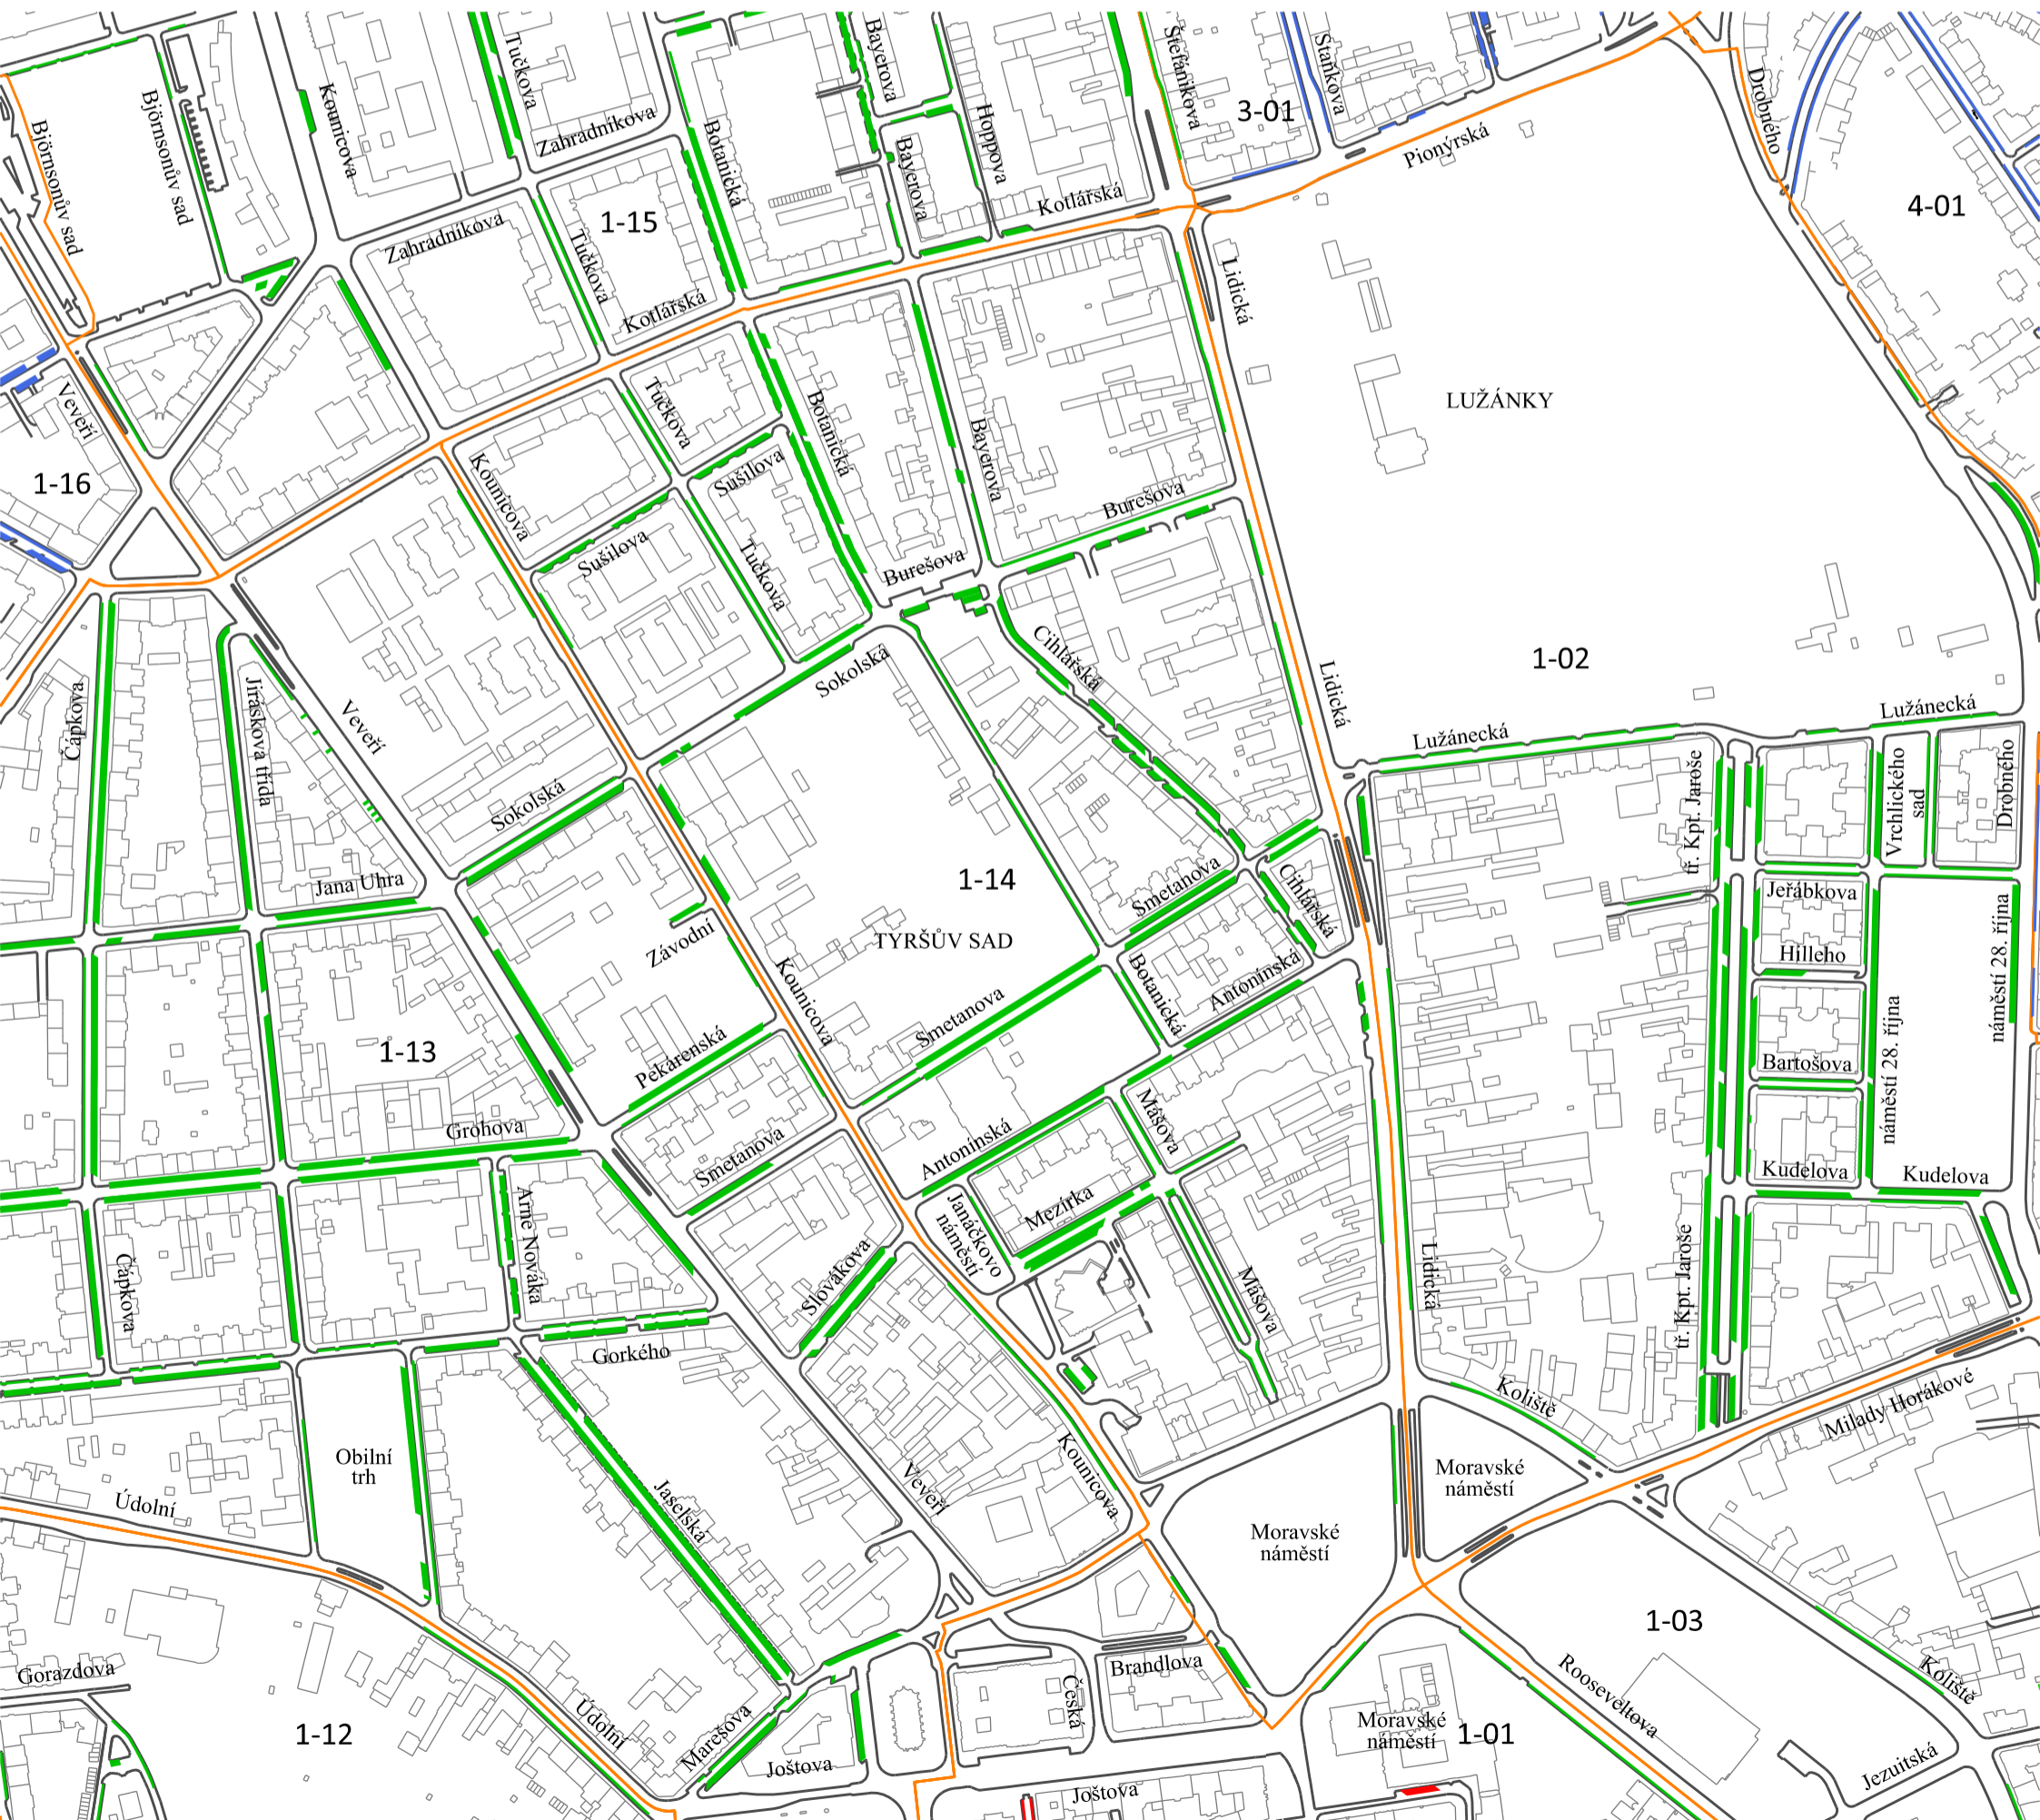 Tučkova
Bayerova
Štefánikova
Staňkova
Drobného
Kounicova
Björnsonův sad
Björnsonův sad
Zahradníkova
Botanická
Hoppova
3-01
Pionýrská
Bayerova
4-01
Kotlářská
1-15
Zahradníkova
Tučkova
Kotlářská
Lidická
Veveří
Tučkova
Botanická
LUŽÁNKY
Bayerova
1-16
Kounicova
Sušilova
Burešova
Sušilova
Tučkova
Burešova
Cihlářská
Sokolská
1-02
Lidická
Čápkova
Jiráskova třída
Veveří
Lužánecká
Lužánecká
Sokolská
tř. Kpt. Jaroše
Vrchlického
sad
Drobného
Jana Uhra
1-14
Smetanova
Cihlářská
Jeřábkova
Závodní
TYRŠŮV SAD
Hilleho
náměstí 28. října
Kounicova
Botanická
Antonínská
Smetanova
1-13
Pekárenská
Bartošova
náměstí 28. října
Grohova
Antonínská
Mášova
Smetanova
Kudelova
Kudelova
Arne Nováka
Janáčkovo
náměstí
Mezírka
Čápkova
Slovákova
Mášova
Lidická
tř. Kpt. Jaroše
Gorkého
Koliště
Milady Horákové
Obilní
trh
Kounicova
Moravské
náměstí
Veveří
Údolní
Jaselská
Moravské
náměstí
1-03
Gorazdova
Brandlova
Česká
Rooseveltova
Koliště
1-12
Údolní
Marešova
Moravské
náměstí
1-01
Joštova
Joštova
Jezuitská